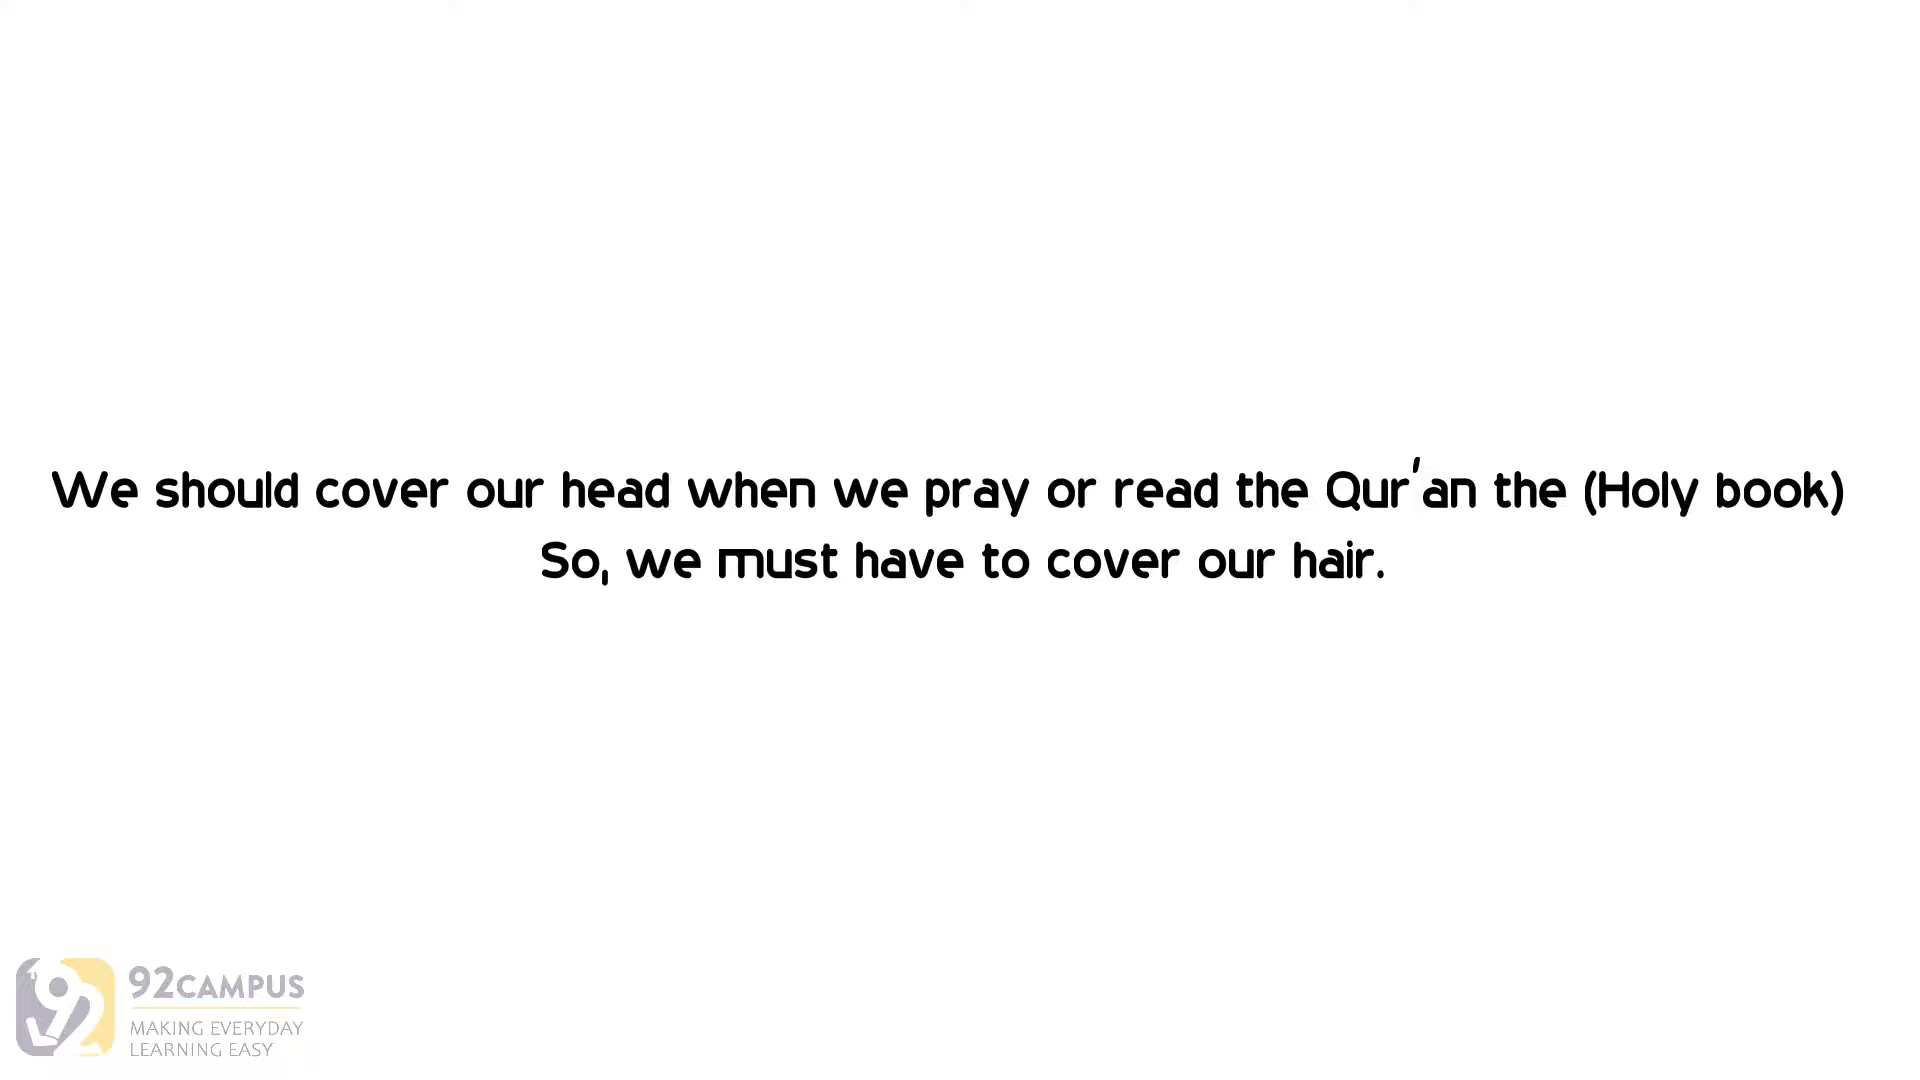 We should cover our head when we pray or read the Qur'an the (Holy book)
So, we must have to cover our hair.
92CAMPUS
MAKING EVERYDAY
LEARNING EASY